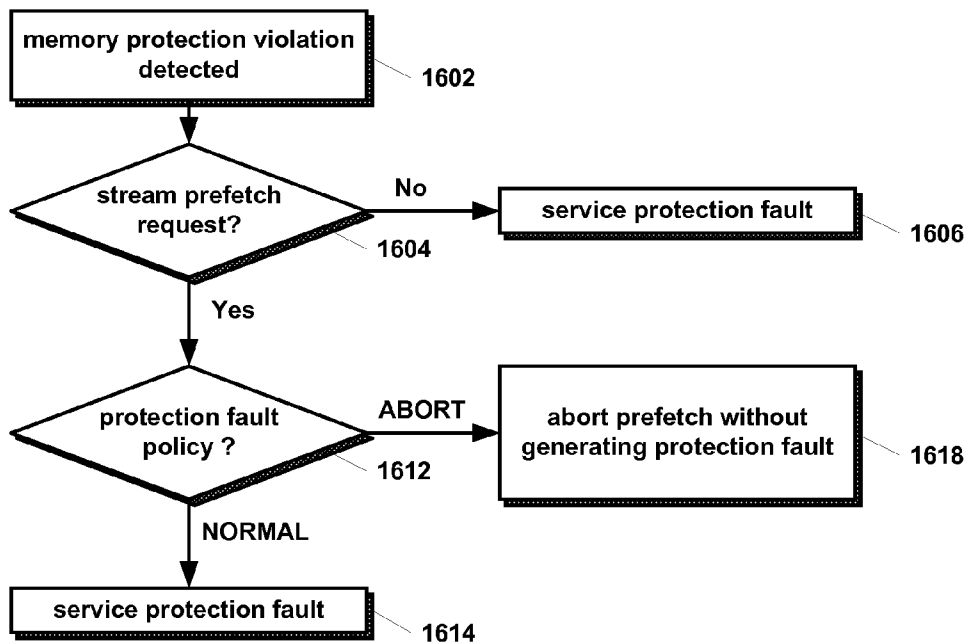 memory protection violation
detected
1602
stream prefetch
request?
1604
No
service protection fault
1606
Yes
protection fault
policy ?
1612
ABORT
abort prefetch without
generating protection fault
1618
NORMAL
service protection fault
1614